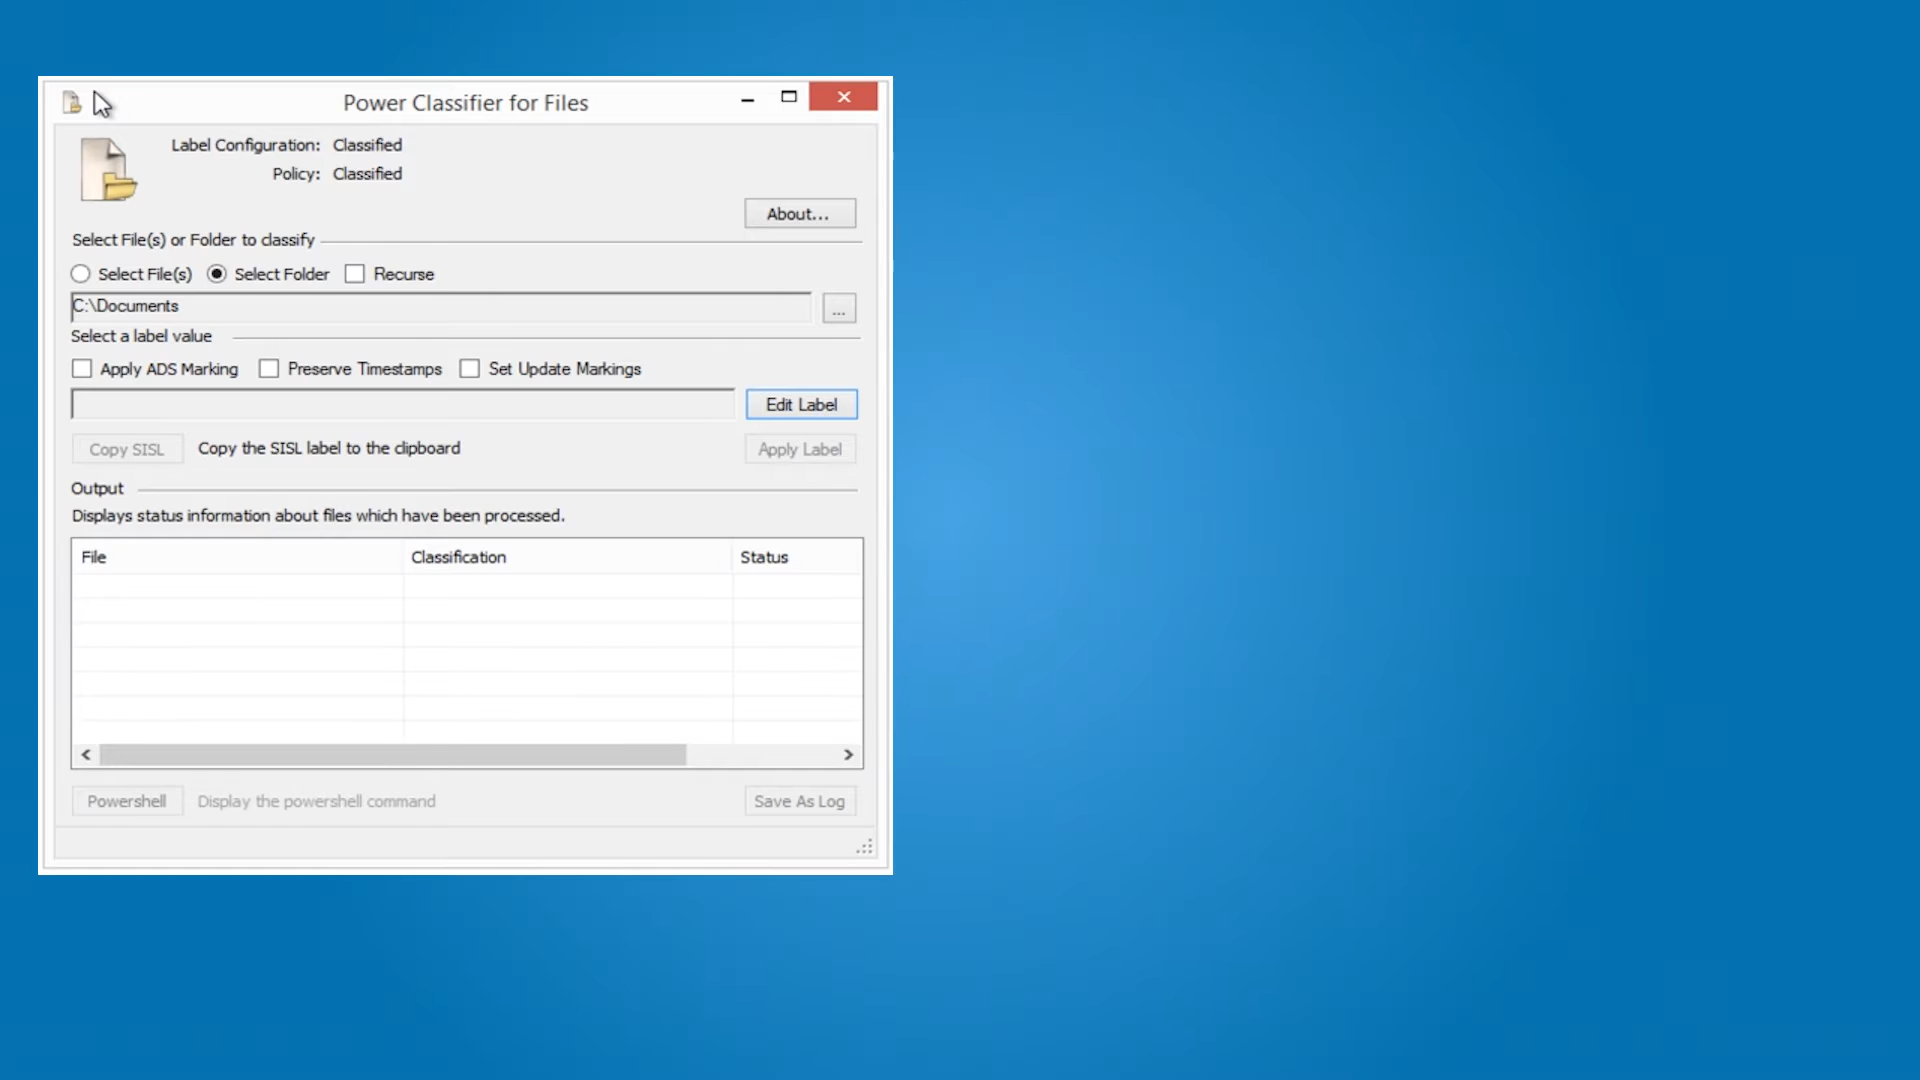 Power Classifier for Files
Label Configuration: Classified
Policy: Classified
About...
Select File(s) or Folder to classify
Select File(s) Select Folder Recurse
C:\Documents
...
Select a label value
Apply ADS Marking Preserve Timestamps Set Update Markings
Edit Label
Copy SISL Copy the SISL label to the clipboard Apply Label
Output
Displays status information about files which have been processed.
File Classification Status
Powershell Display the powershell command Save As Log